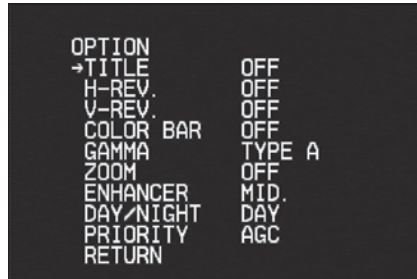 OPTION
→TITLE OFF
H-REV. OFF
V-REV. OFF
COLOR BAR OFF
GAMMA TYPE A
ZOOM OFF
ENHANCER MID.
DAY/NIGHT DAY
PRIORITY AGC
RETURN